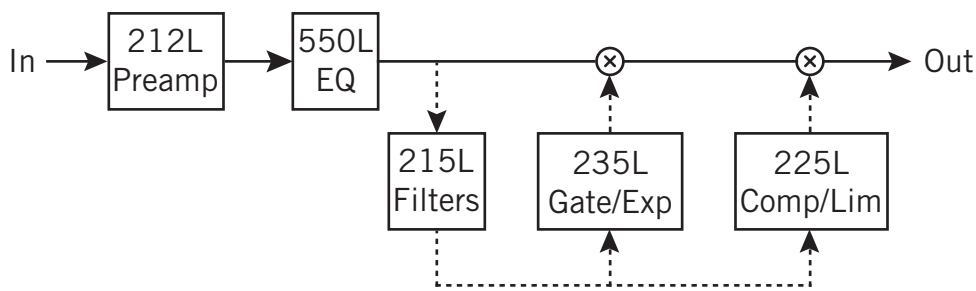 In
212L
Preamp
550L
EQ
Out
215L
Filters
235L
Gate/Exp
225L
Comp/Lim